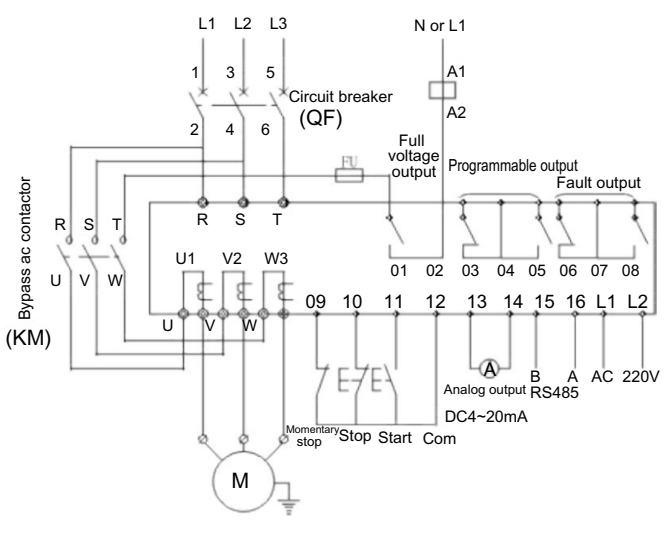 L1 L2 L3
N or L1
1 3 5
A1
Circuit breaker
(QF)
A2
2 4 6
Full
voltage
output
FU
Programmable output
Fault output
Bypass ac contactor
(KM)
R S T
R S T
U V W
U1 V2 W3
01 02 03 04 05 06 07 08
U V W
09 10 11 12 13 14 15 16 L1 L2
A
B A AC 220V
Analog output RS485
DC4~20mA
Momentary
stop
Stop Start Com
M